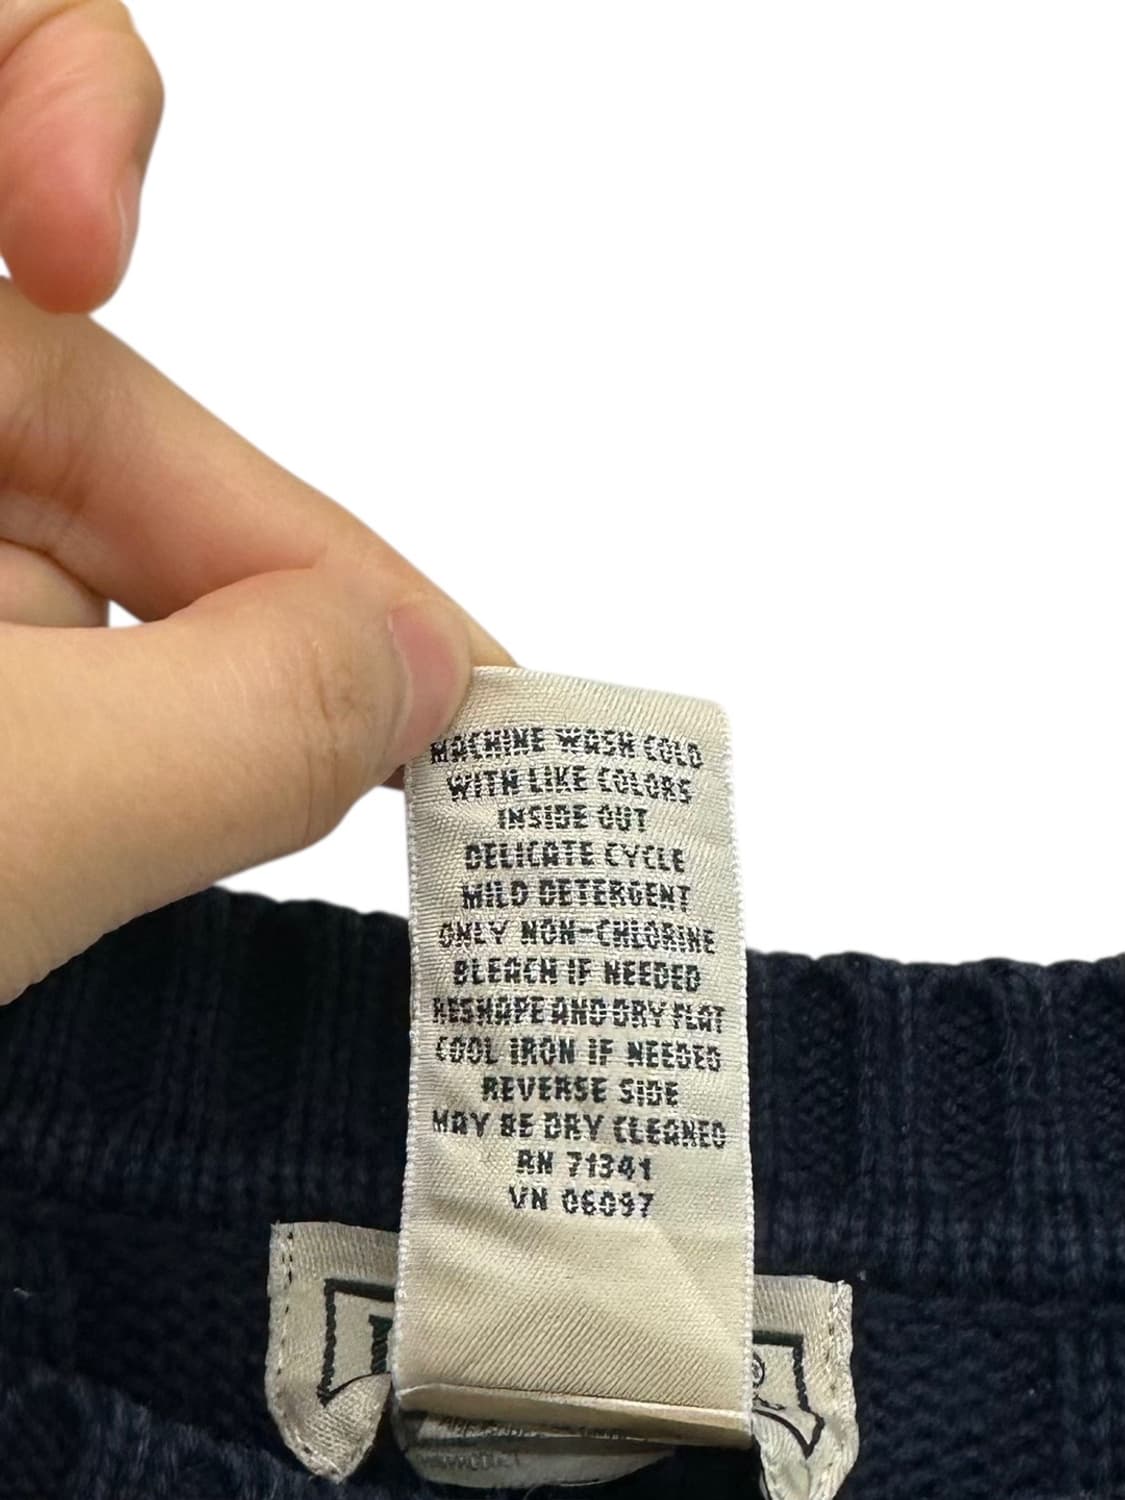 MACHINE WASH COLD
WITH LIKE COLORS
INSIDE OUT
DELICATE CYCLE
MILD DETERGENT
ONLY NON-CHLORINE
BLEACH IF NEEDED
RESHAPE AND DRY FLAT
COOL IRON IF NEEDED
REVERSE SIDE
MAY BE DRY CLEANED
RN 71341
VN 06097
®